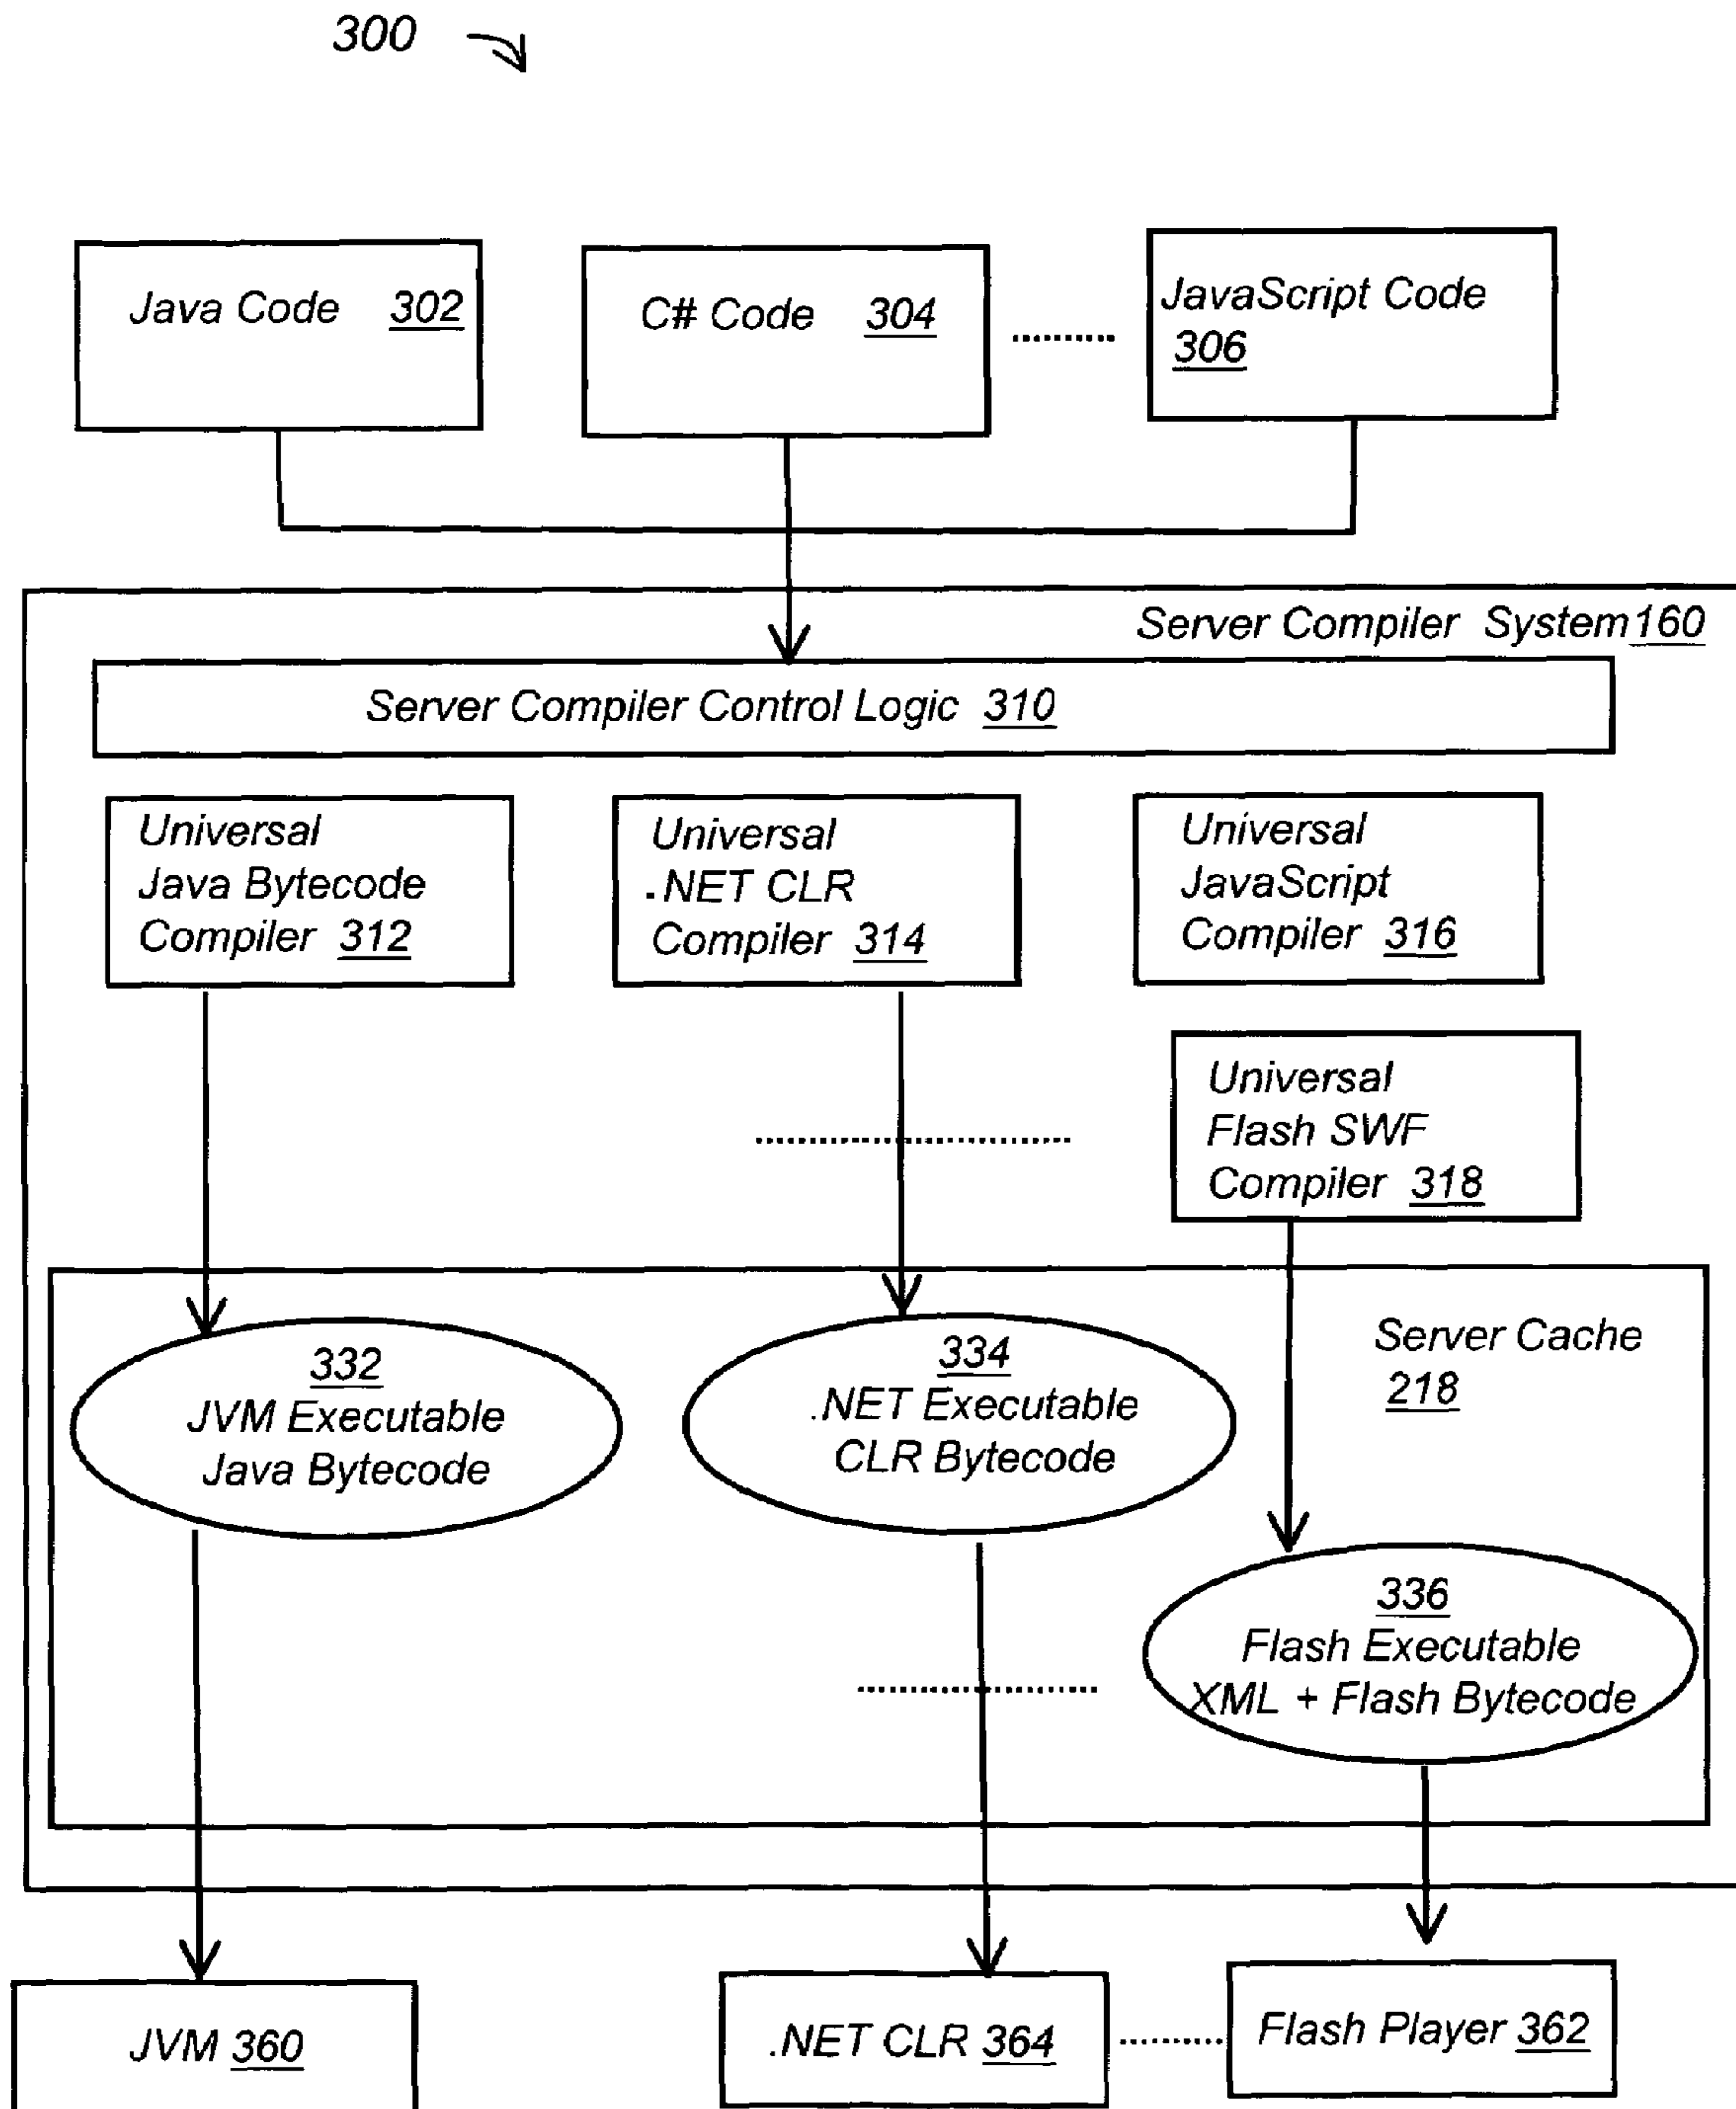 300
Java Code 302
C# Code 304
JavaScript Code
306
Server Compiler System 160
Server Compiler Control Logic 310
Universal
Java Bytecode
Compiler 312
Universal
.NET CLR
Compiler 314
Universal
JavaScript
Compiler 316
Universal
Flash SWF
Compiler 318
Server Cache
218
332
JVM Executable
Java Bytecode
334
.NET Executable
CLR Bytecode
336
Flash Executable
XML + Flash Bytecode
JVM 360
.NET CLR 364
Flash Player 362